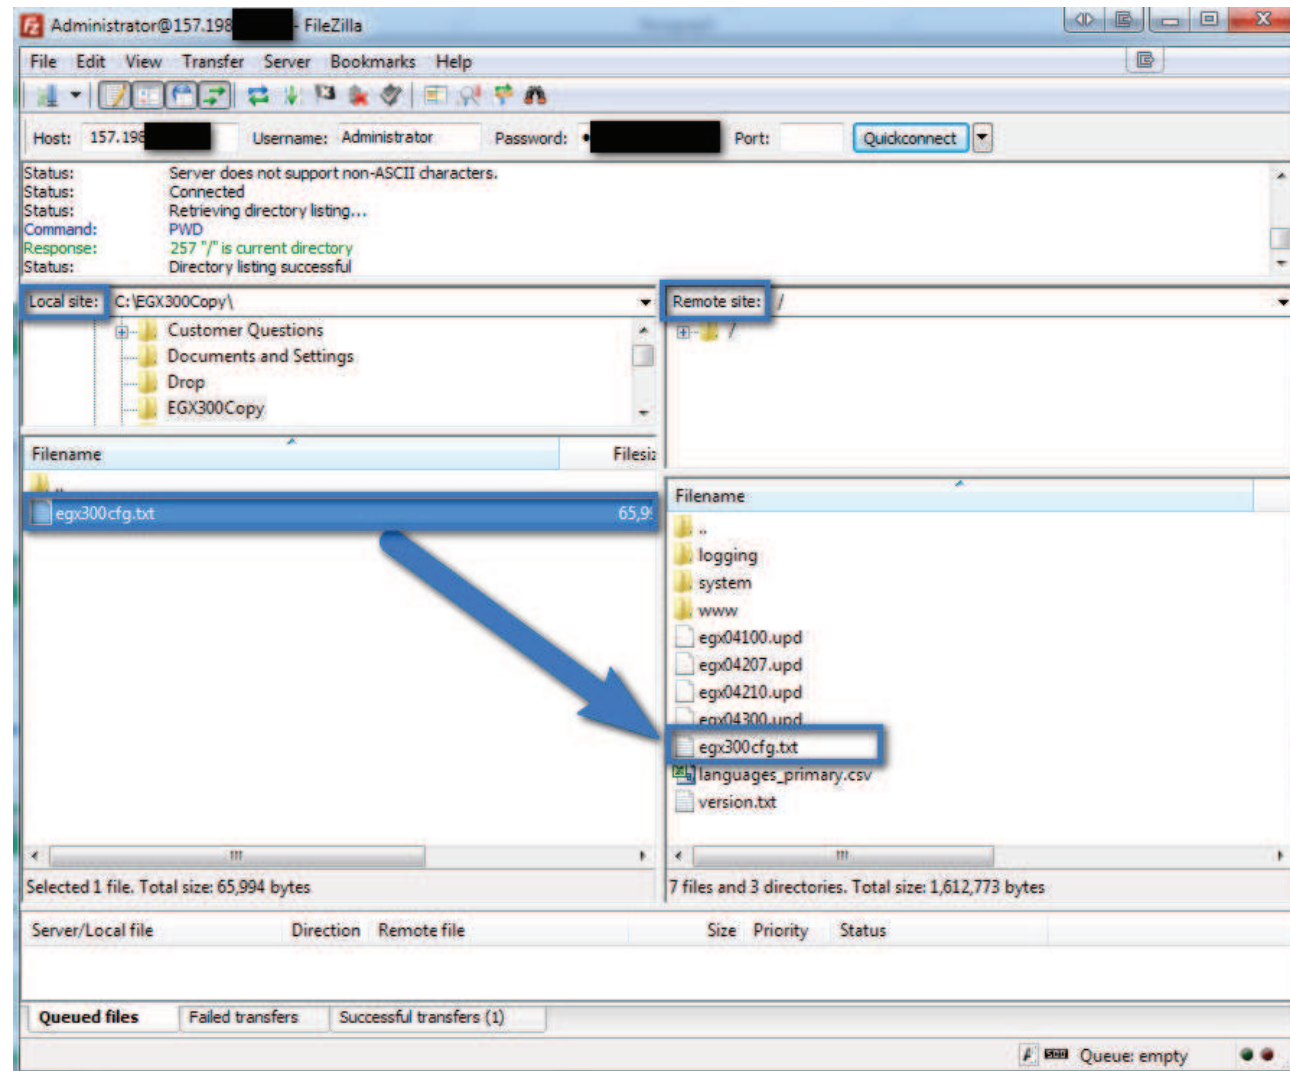 Administrator@157.198 - FileZilla
File Edit View Transfer Server Bookmarks Help
Host: 157.198 Username: Administrator Password: Port: Quickconnect
Status: Server does not support non-ASCII characters.
Status: Connected
Status: Retrieving directory listing...
Command: PWD
Response: 257 "/" is current directory
Status: Directory listing successful
Local site: C:\EGX300Copy\
Customer Questions
Documents and Settings
Drop
EGX300Copy
Filename Filesiz
..
egx300cfg.txt 65,9
Remote site: /
/
Filename
..
logging
system
www
egx04100.upd
egx04207.upd
egx04210.upd
egx04300.upd
egx300cfg.txt
languages_primary.csv
version.txt
Selected 1 file. Total size: 65,994 bytes
7 files and 3 directories. Total size: 1,612,773 bytes
Server/Local file Direction Remote file Size Priority Status
Queued files Failed transfers Successful transfers (1)
Queue: empty